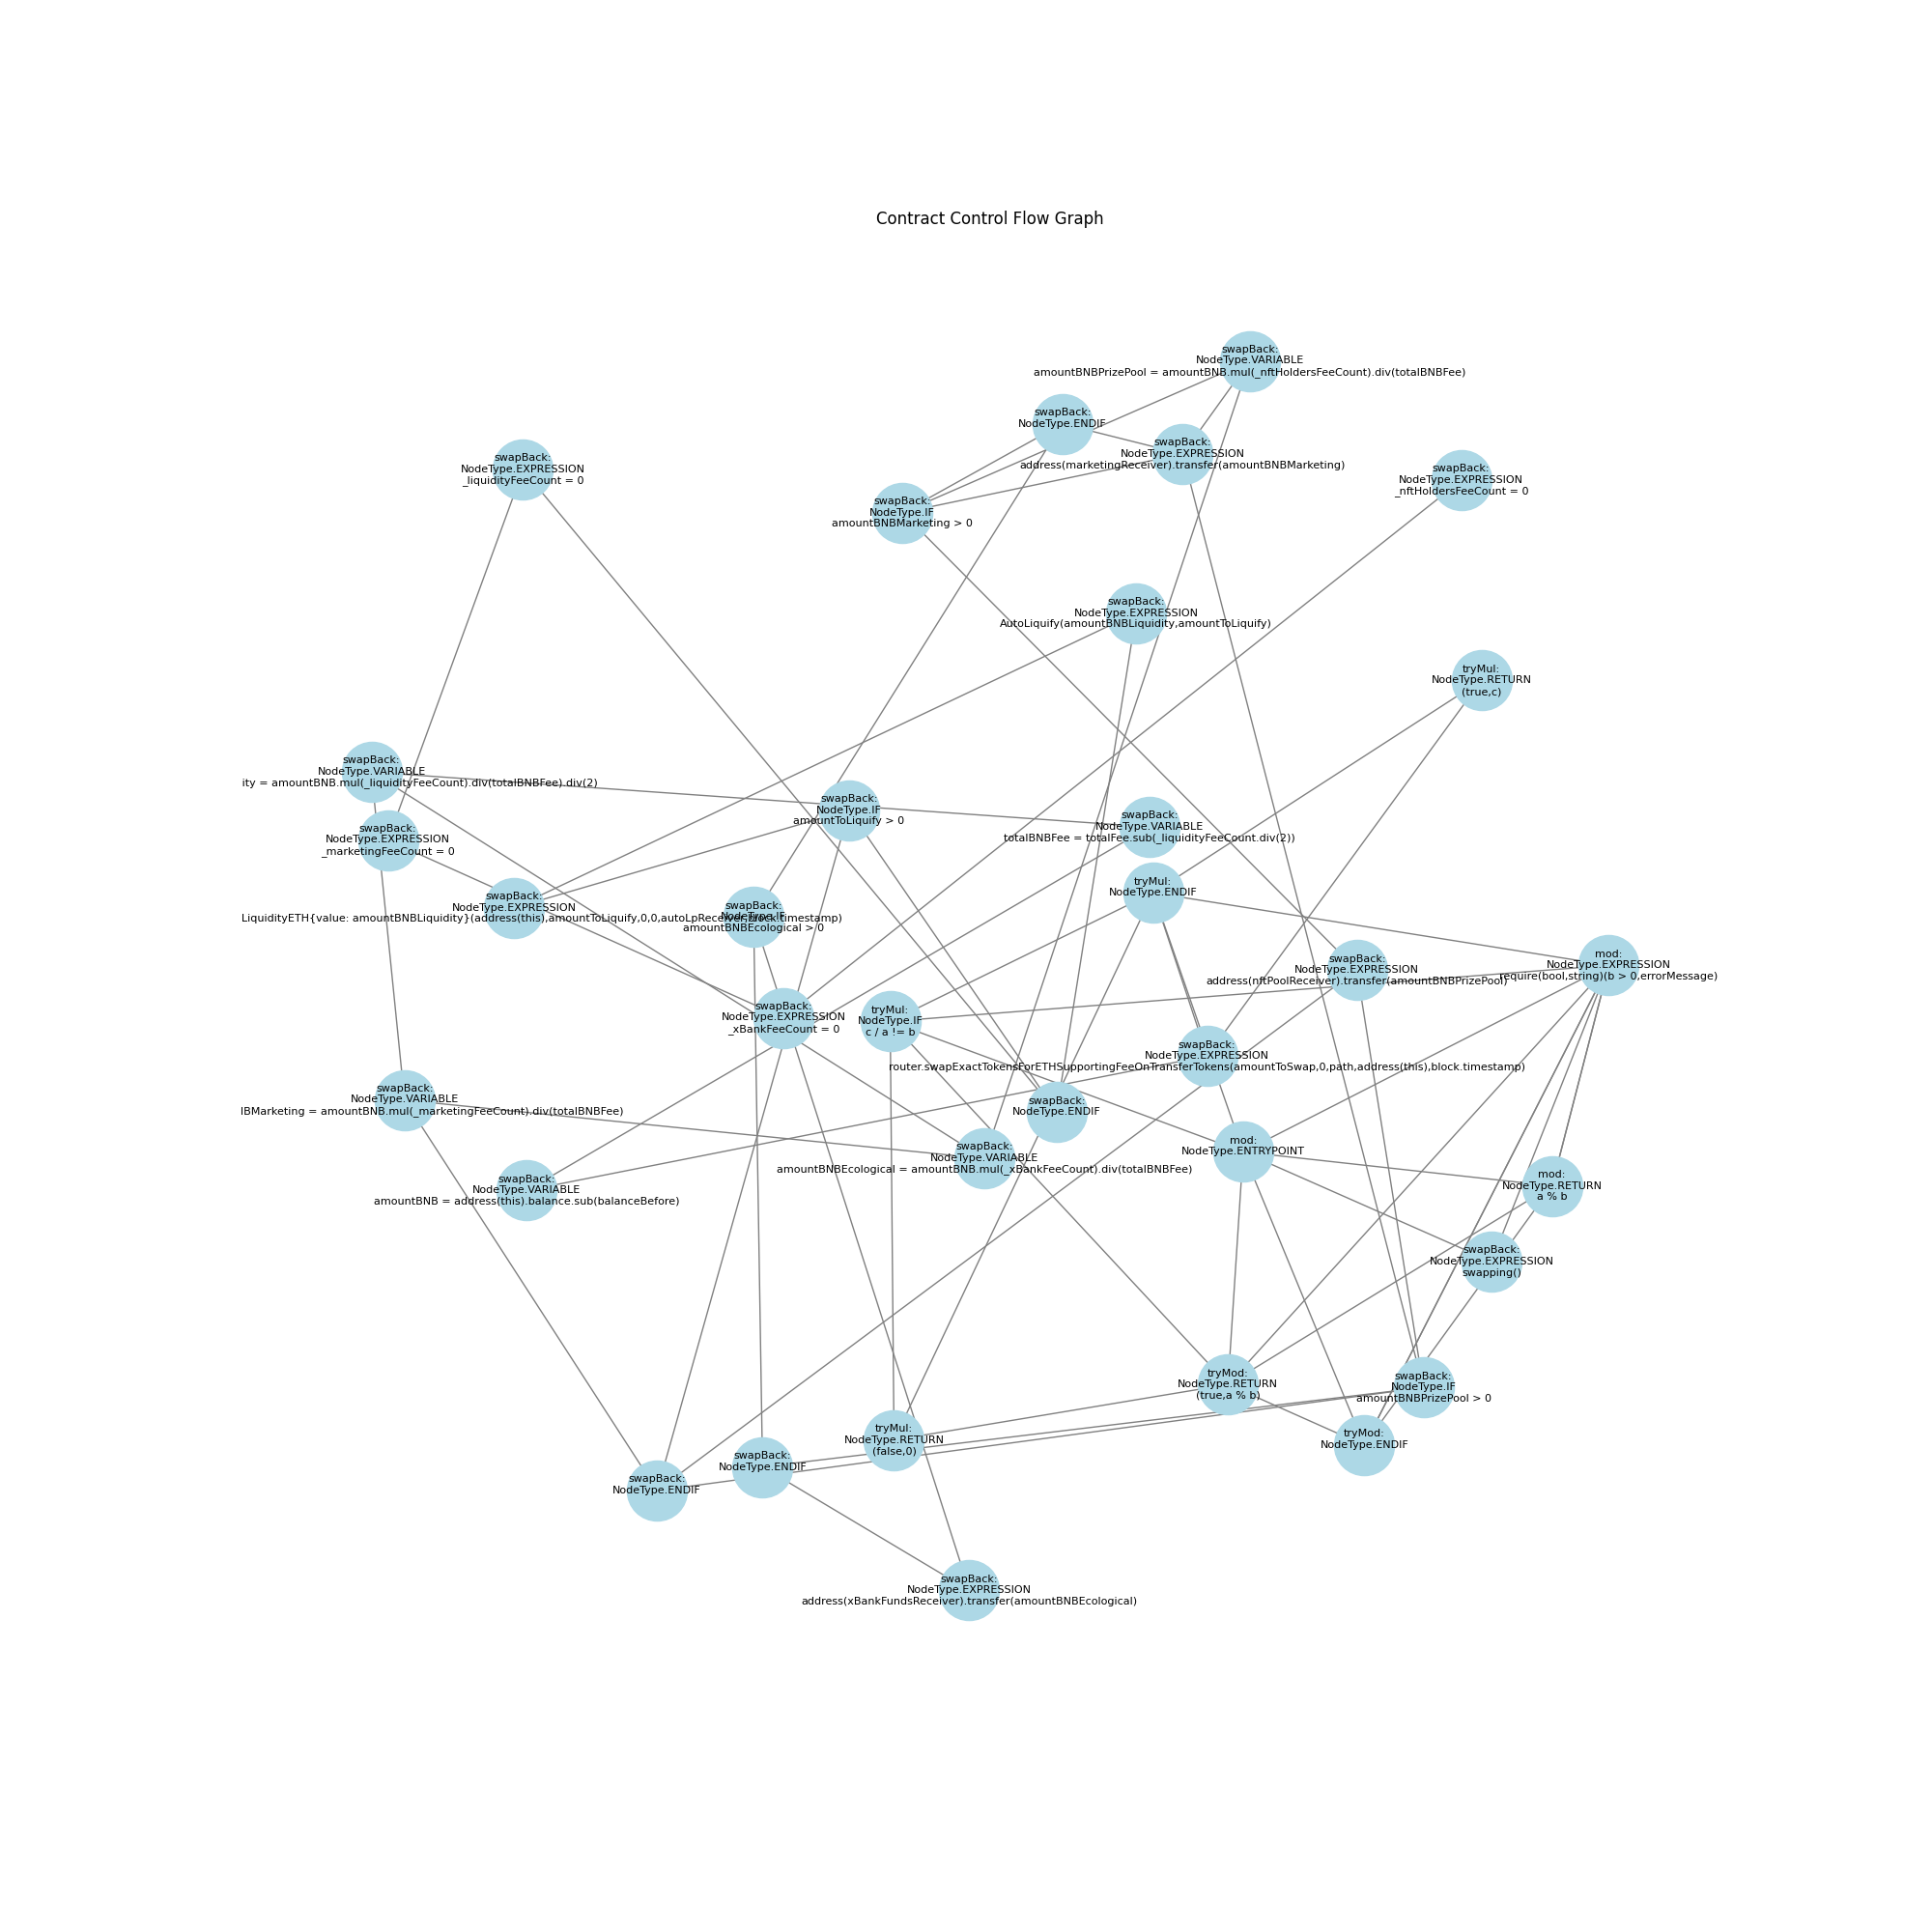 Contract Control Flow Graph
swapBack:
NodeType.VARIABLE
amountBNBPrizePool = amountBNB.mul(_nftHoldersFeeCount).div(totalBNBFee)
swapBack:
NodeType.ENDIF
swapBack:
NodeType.EXPRESSION
address(marketingReceiver).transfer(amountBNBMarketing)
swapBack:
NodeType.EXPRESSION
_liquidityFeeCount = 0
swapBack:
NodeType.EXPRESSION
_nftHoldersFeeCount = 0
swapBack:
NodeType.IF
amountBNBMarketing > 0
swapBack:
NodeType.EXPRESSION
AutoLiquify(amountBNBLiquidity,amountToLiquify)
tryMul:
NodeType.RETURN
(true,c)
swapBack:
NodeType.VARIABLE
ity = amountBNB.mul(_liquidityFeeCount).div(totalBNBFee).div(2)
swapBack:
NodeType.IF
amountToLiquify > 0
swapBack:
NodeType.VARIABLE
totalBNBFee = totalFee.sub(_liquidityFeeCount.div(2))
swapBack:
NodeType.EXPRESSION
_marketingFeeCount = 0
tryMul:
NodeType.ENDIF
swapBack:
NodeType.EXPRESSION
LiquidityETH{value: amountBNBLiquidity}(address(this),amountToLiquify,0,0,autoLpReceiver,block.timestamp)
swapBack:
NodeType.IF
amountBNBEcological > 0
mod:
NodeType.EXPRESSION
require(bool,string)(b > 0,errorMessage)
swapBack:
NodeType.EXPRESSION
address(nftPoolReceiver).transfer(amountBNBPrizePool)
swapBack:
NodeType.EXPRESSION
_xBankFeeCount = 0
tryMul:
NodeType.IF
c / a != b
swapBack:
NodeType.EXPRESSION
router.swapExactTokensForETHSupportingFeeOnTransferTokens(amountToSwap,0,path,address(this),block.timestamp)
swapBack:
NodeType.VARIABLE
IBMarketing = amountBNB.mul(_marketingFeeCount).div(totalBNBFee)
swapBack:
NodeType.ENDIF
mod:
NodeType.ENTRYPOINT
swapBack:
NodeType.VARIABLE
amountBNBEcological = amountBNB.mul(_xBankFeeCount).div(totalBNBFee)
mod:
NodeType.RETURN
a % b
swapBack:
NodeType.VARIABLE
amountBNB = address(this).balance.sub(balanceBefore)
swapBack:
NodeType.EXPRESSION
swapping()
tryMod:
NodeType.RETURN
(true,a % b)
swapBack:
NodeType.IF
amountBNBPrizePool > 0
tryMul:
NodeType.RETURN
(false,0)
tryMod:
NodeType.ENDIF
swapBack:
NodeType.ENDIF
swapBack:
NodeType.ENDIF
swapBack:
NodeType.EXPRESSION
address(xBankFundsReceiver).transfer(amountBNBEcological)